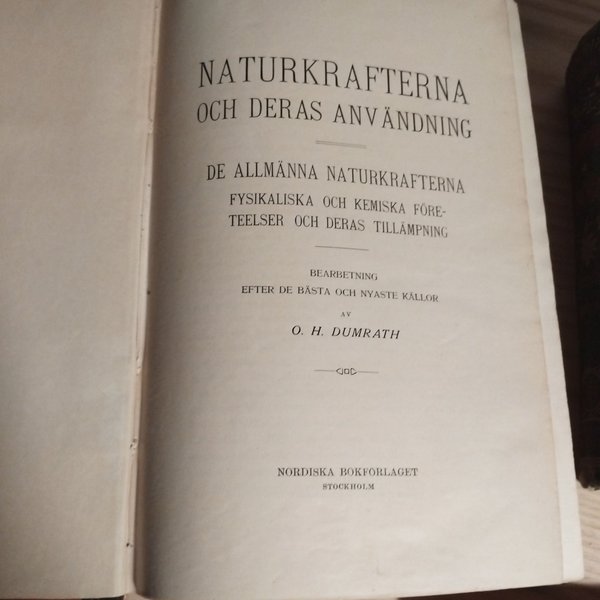 NATURKRAFTERNA
OCH DERAS ANVÄNDNING
DE ALLMÄNNA NATURKRAFTERNA
FYSIKALISKA OCH KEMISKA FÖRE-
TEELSER OCH DERAS TILLÄMPNING
BEARBETNING
EFTER DE BÄSTA OCH NYASTE KÄLLOR
AV
O. H. DUMRATH
NORDISKA BOKFÖRLAGET
STOCKHOLM